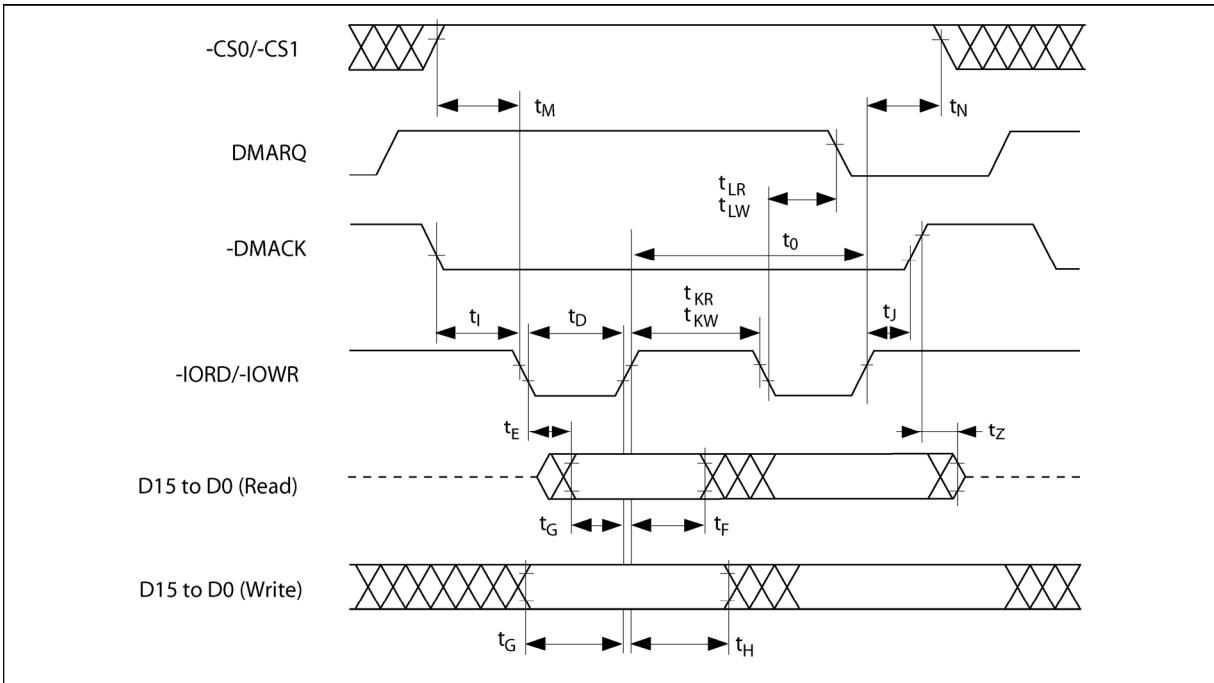 -CS0/-CS1
tM
tN
DMARQ
tLR
tLW
-DMACK
t0
tKR
tKW
tI
tD
tJ
-IORD/-IOWR
tE
tZ
D15 to D0 (Read)
tG
tF
D15 to D0 (Write)
tG
tH